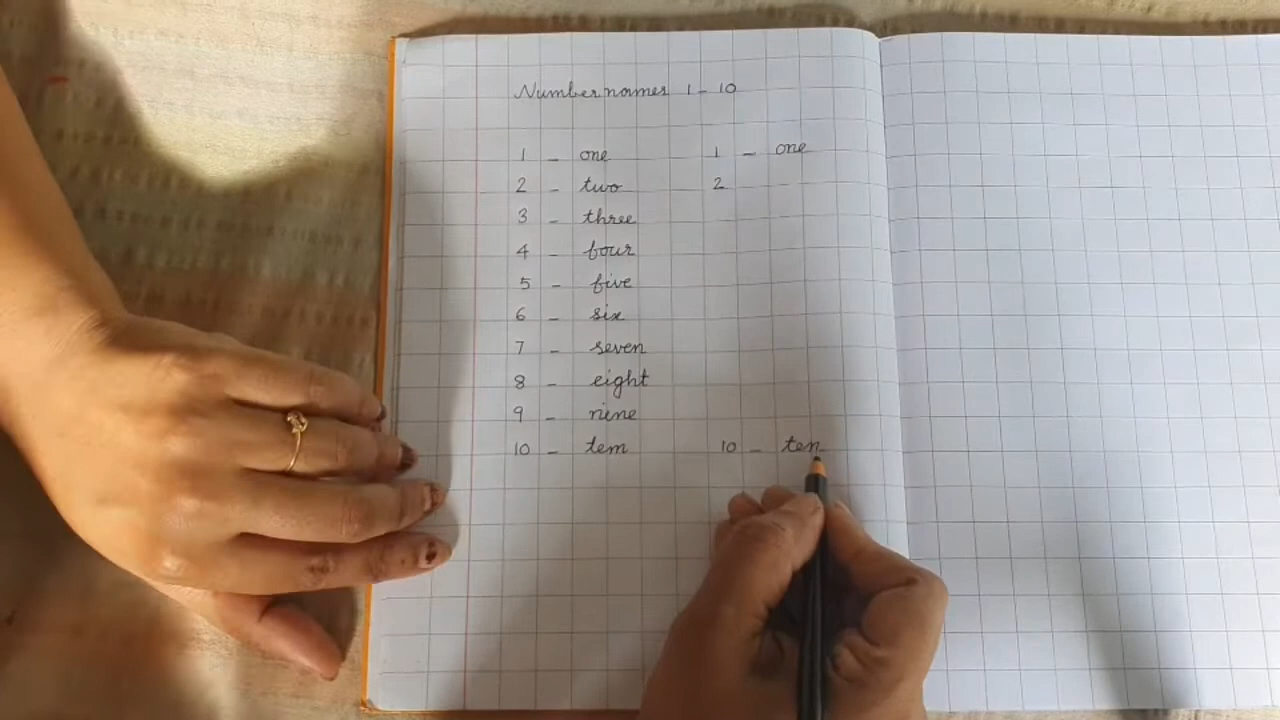 Number names 1 - 10
1 - one 1 - one
2 - two 2
3 - three
4 - four
5 - five
6 - six
7 - seven
8 - eight
9 - nine
10 - tem 10 - ten